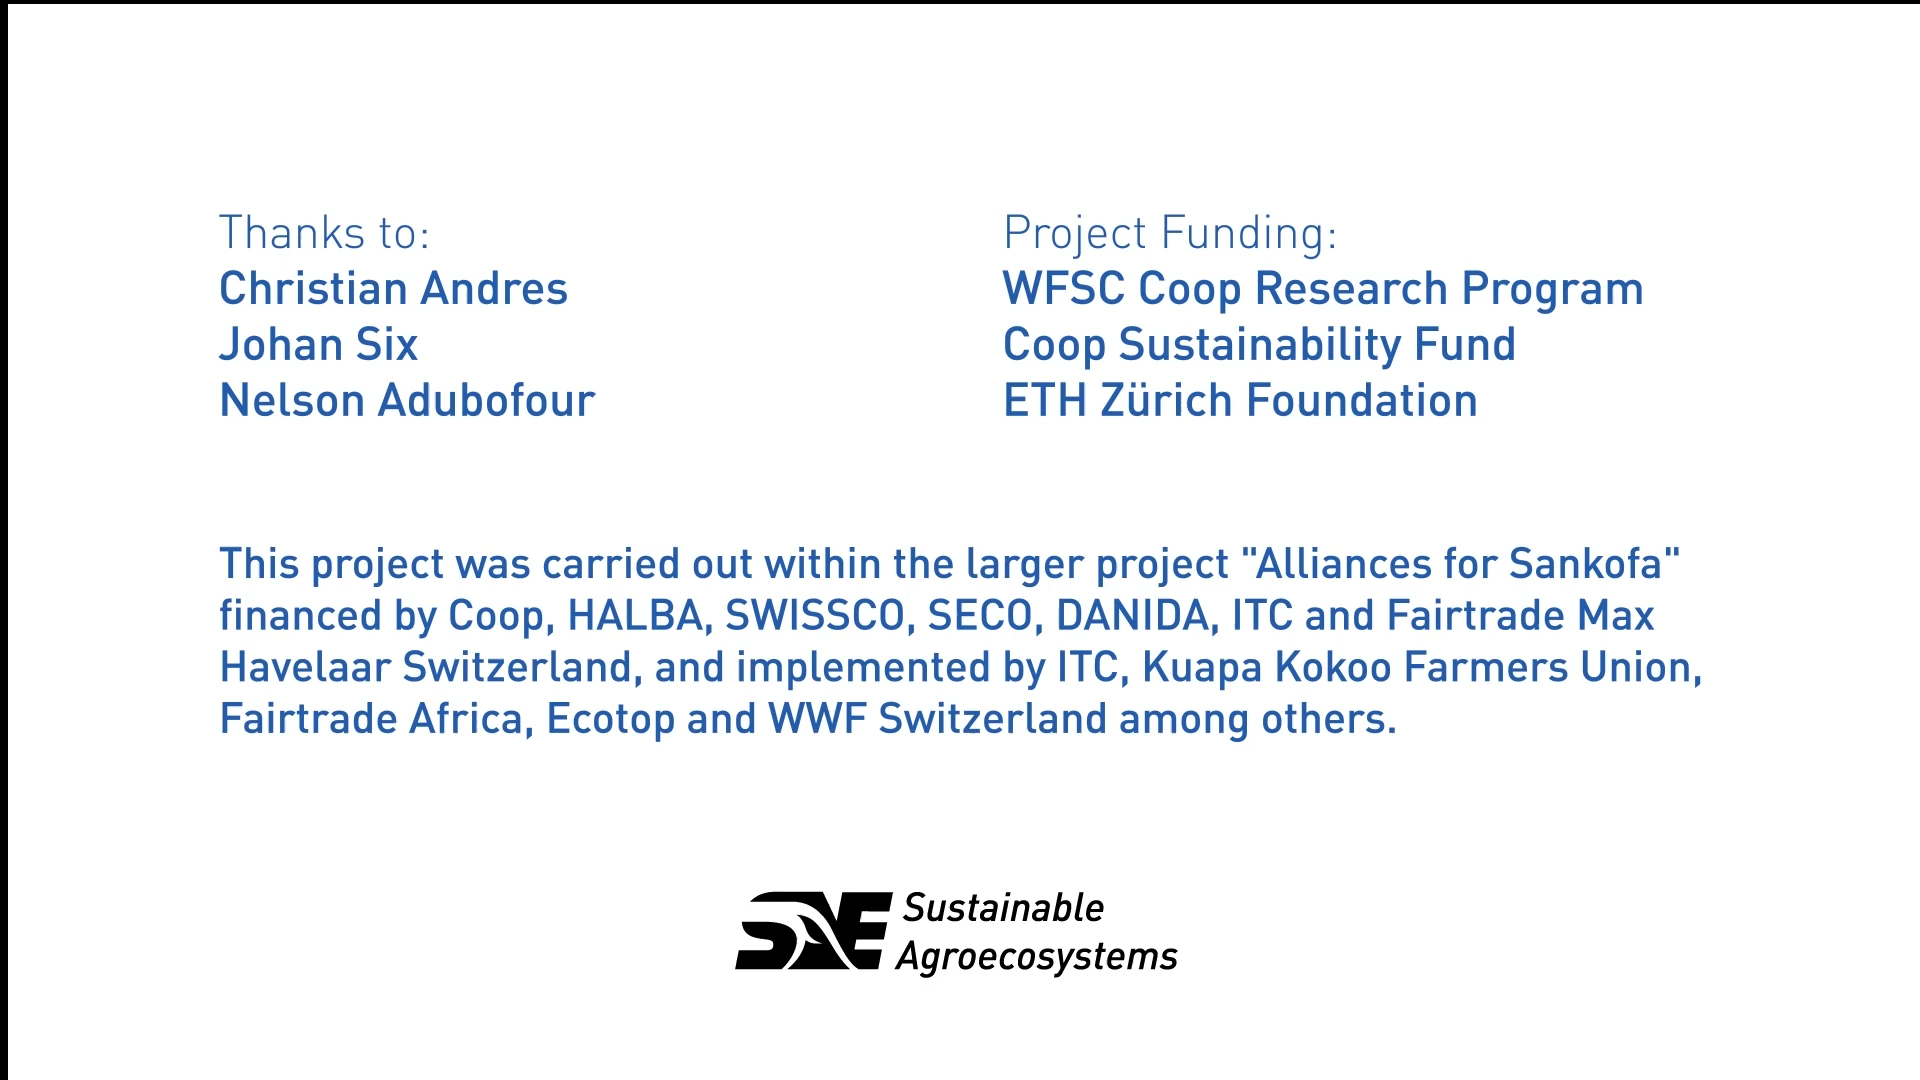 Thanks to:
Christian Andres
Johan Six
Nelson Adubofour
Project Funding:
WFSC Coop Research Program
Coop Sustainability Fund
ETH Zürich Foundation
This project was carried out within the larger project "Alliances for Sankofa"
financed by Coop, HALBA, SWISSCO, SECO, DANIDA, ITC and Fairtrade Max
Havelaar Switzerland, and implemented by ITC, Kuapa Kokoo Farmers Union,
Fairtrade Africa, Ecotop and WWF Switzerland among others.
SAE Sustainable
Agroecosystems